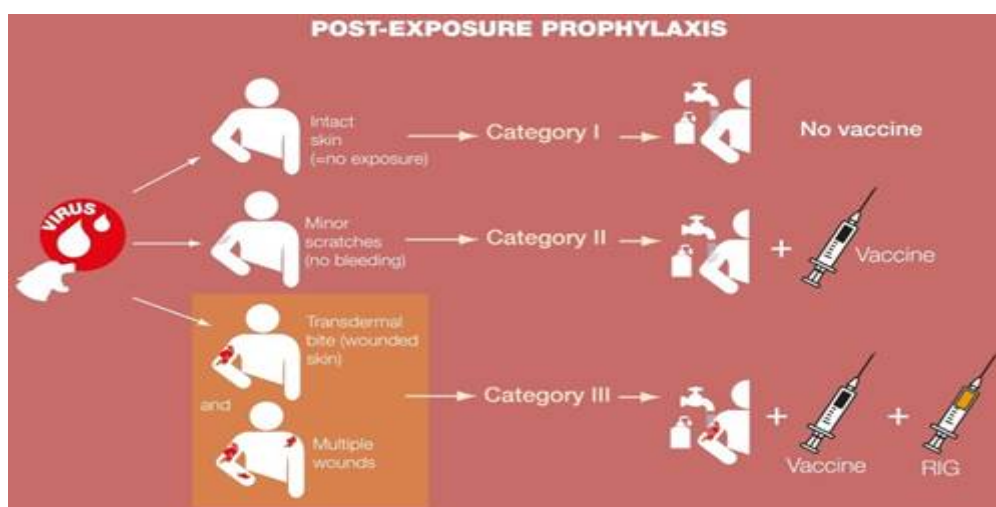 POST-EXPOSURE PROPHYLAXIS
VIRUS
Intact
skin
(=no exposure)
Category I
No vaccine
Minor
scratches
(no bleeding)
Category II
+
Vaccine
Transdermal
bite (wounded
skin)
and
Multiple
wounds
Category III
+
Vaccine
+
RIG